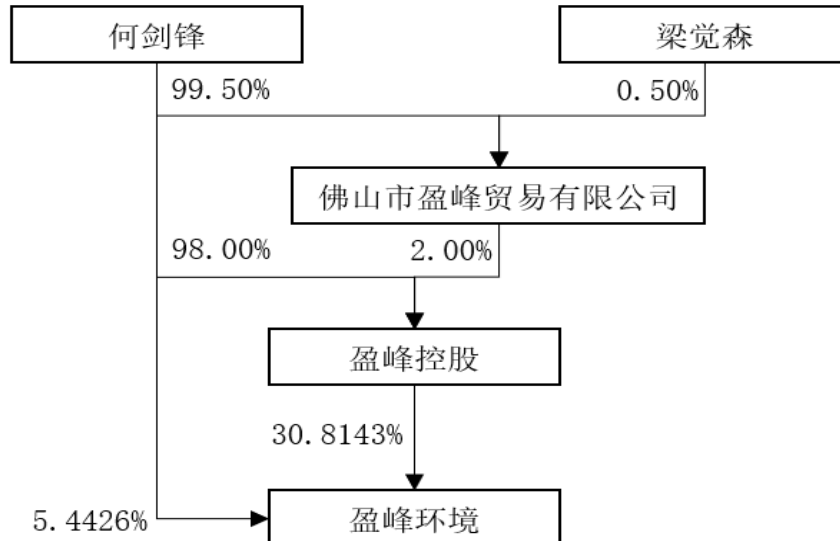 何剑锋
梁觉森
99.50%
0.50%
佛山市盈峰贸易有限公司
98.00%
2.00%
盈峰控股
30.8143%
5.4426%
盈峰环境